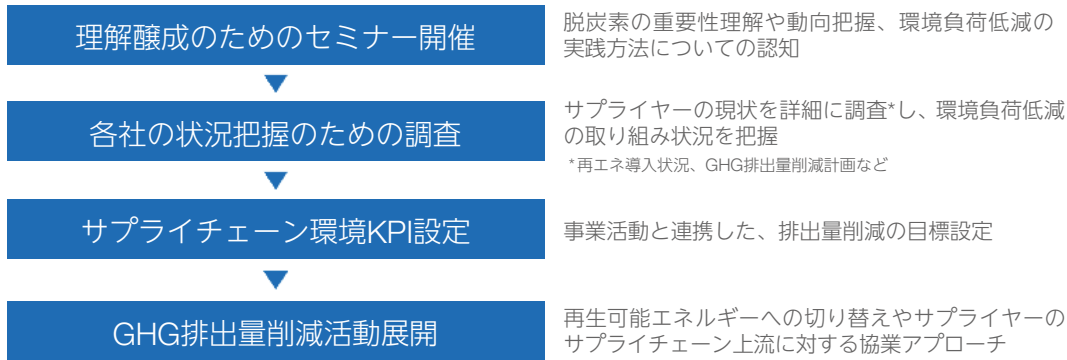 理解醸成のためのセミナー開催
脱炭素の重要性理解や動向把握、環境負荷低減の
実践方法についての認知
各社の状況把握のための調査
サプライヤーの現状を詳細に調査*し、環境負荷低減
の取り組み状況を把握
*再エネ導入状況、GHG排出量削減計画など
サプライチェーン環境KPI設定
事業活動と連携した、排出量削減の目標設定
GHG排出量削減活動展開
再生可能エネルギーへの切り替えやサプライヤーの
サプライチェーン上流に対する協業アプローチ